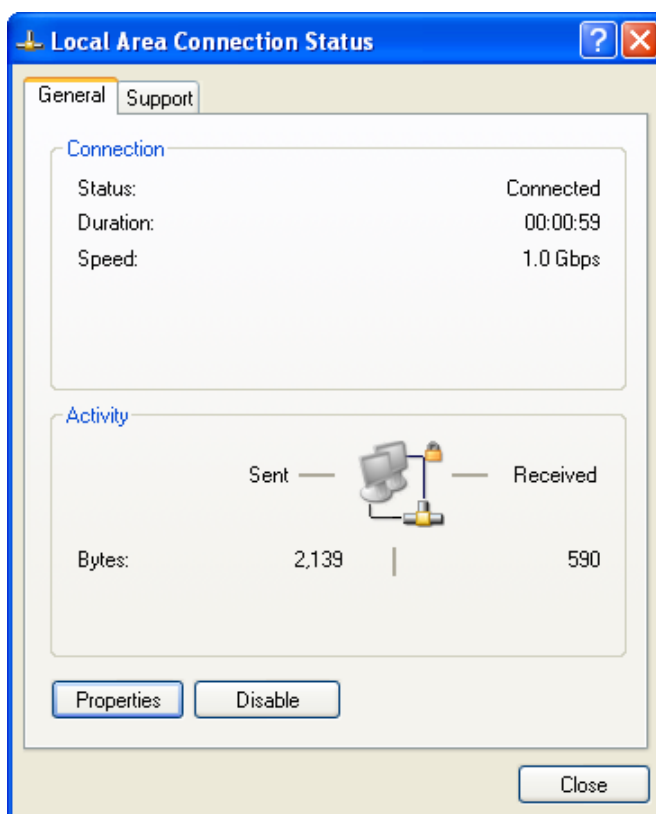 Local Area Connection Status
General Support
Connection
Status: Connected
Duration: 00:00:59
Speed: 1.0 Gbps
Activity
Sent Received
Bytes: 2,139 590
Properties Disable
Close